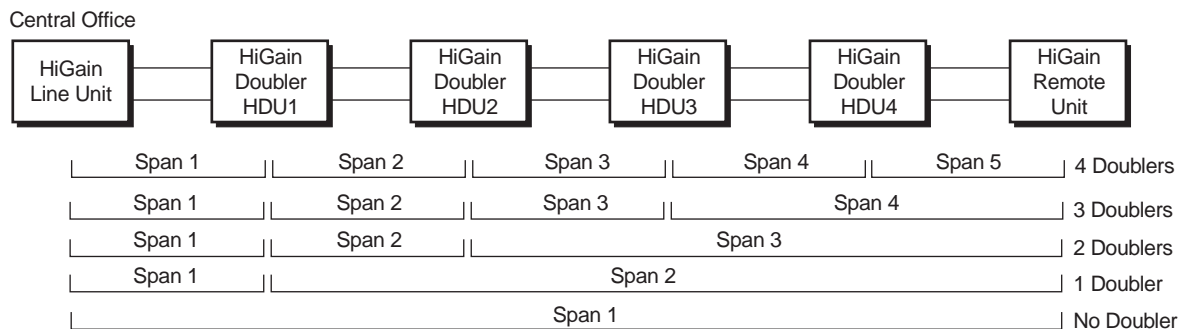 Central Office
HiGain
Line Unit
HiGain
Doubler
HDU1
HiGain
Doubler
HDU2
HiGain
Doubler
HDU3
HiGain
Doubler
HDU4
HiGain
Remote
Unit
Span 1 Span 2 Span 3 Span 4 Span 5 4 Doublers
Span 1 Span 2 Span 3 Span 4 3 Doublers
Span 1 Span 2 Span 3 2 Doublers
Span 1 Span 2 1 Doubler
Span 1 No Doubler